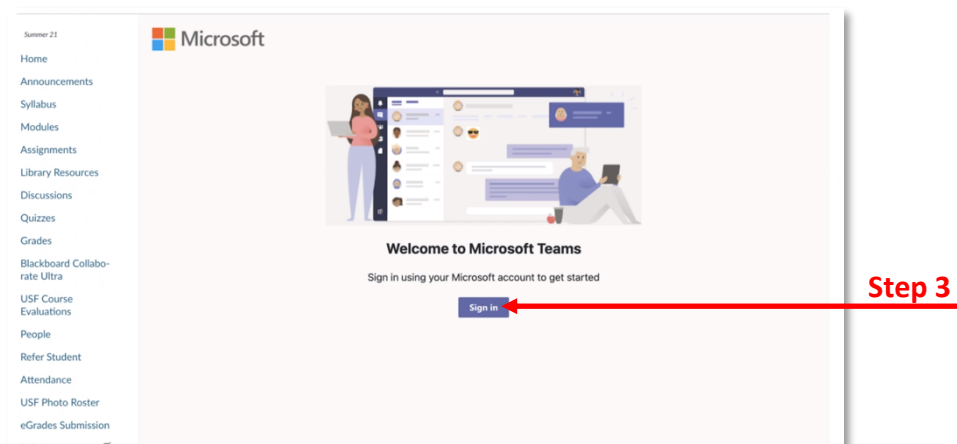 Summer 21
Microsoft
Home
Announcements
Syllabus
Modules
Assignments
Library Resources
Discussions
Quizzes
Grades
Blackboard Collabo-
rate Ultra
USF Course
Evaluations
People
Refer Student
Attendance
USF Photo Roster
eGrades Submission
Welcome to Microsoft Teams
Sign in using your Microsoft account to get started
Sign in
Step 3